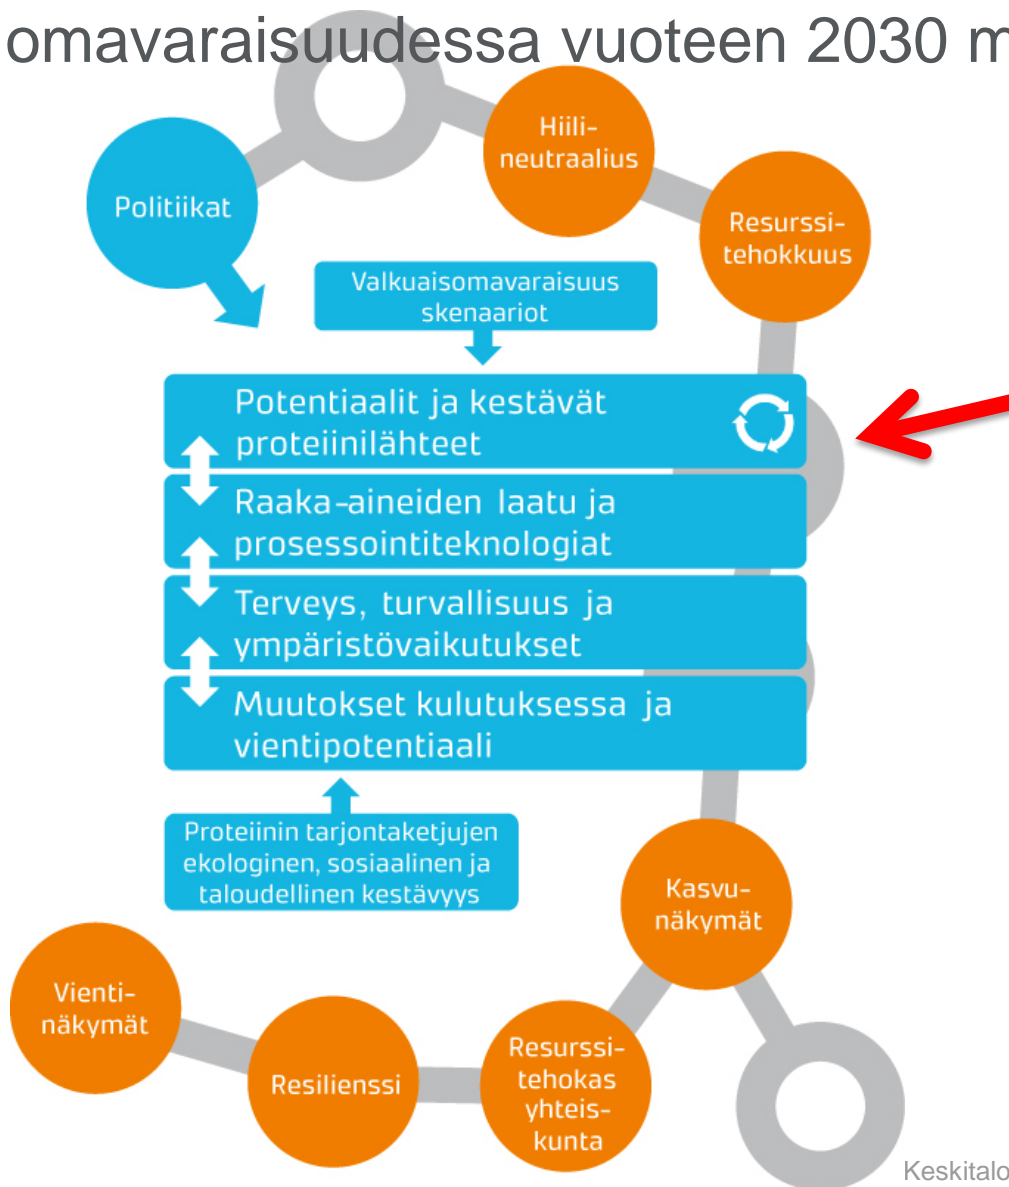 omavaraisuudessa vuoteen 2030 m
Hiili-
neutraalius
Politiikat
Resurssi-
tehokkuus
Valkuaisomavaraisuus
skenaariot
Potentiaalit ja kestävät
proteiinilähteet
Raaka-aineiden laatu ja
prosessointiteknologiat
Terveys, turvallisuus ja
ympäristövaikutukset
Muutokset kulutuksessa ja
vientipotentiaali
Proteiinin tarjontaketjujen
ekologinen, sosiaalinen ja
taloudellinen kestävyys
Kasvu-
näkymät
Vienti-
näkymät
Resilienssi
Resurssi-
tehokas
yhteis-
kunta
Keskitalo